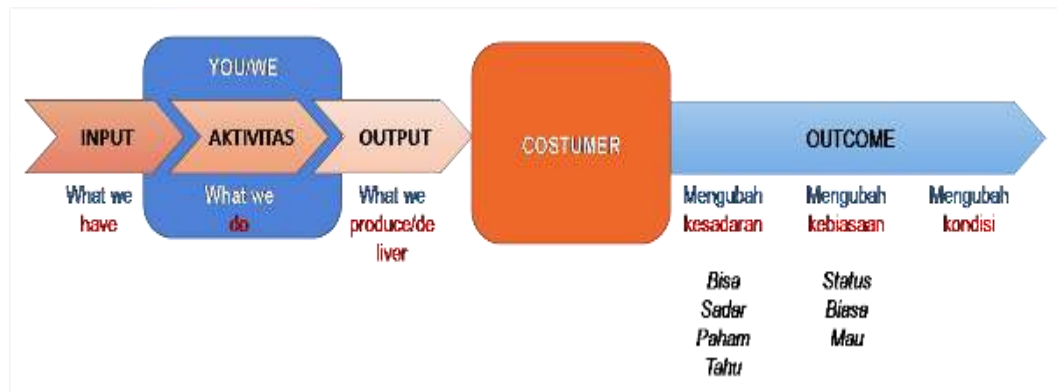 YOU/WE
INPUT
AKTIVITAS
OUTPUT
COSTUMER
OUTCOME
What we
have
What we
do
What we
produce/de
liver
Mengubah
kesadaran
Mengubah
kebiasaan
Mengubah
kondisi
Bisa
Sadar
Paham
Tahu
Status
Biasa
Mau